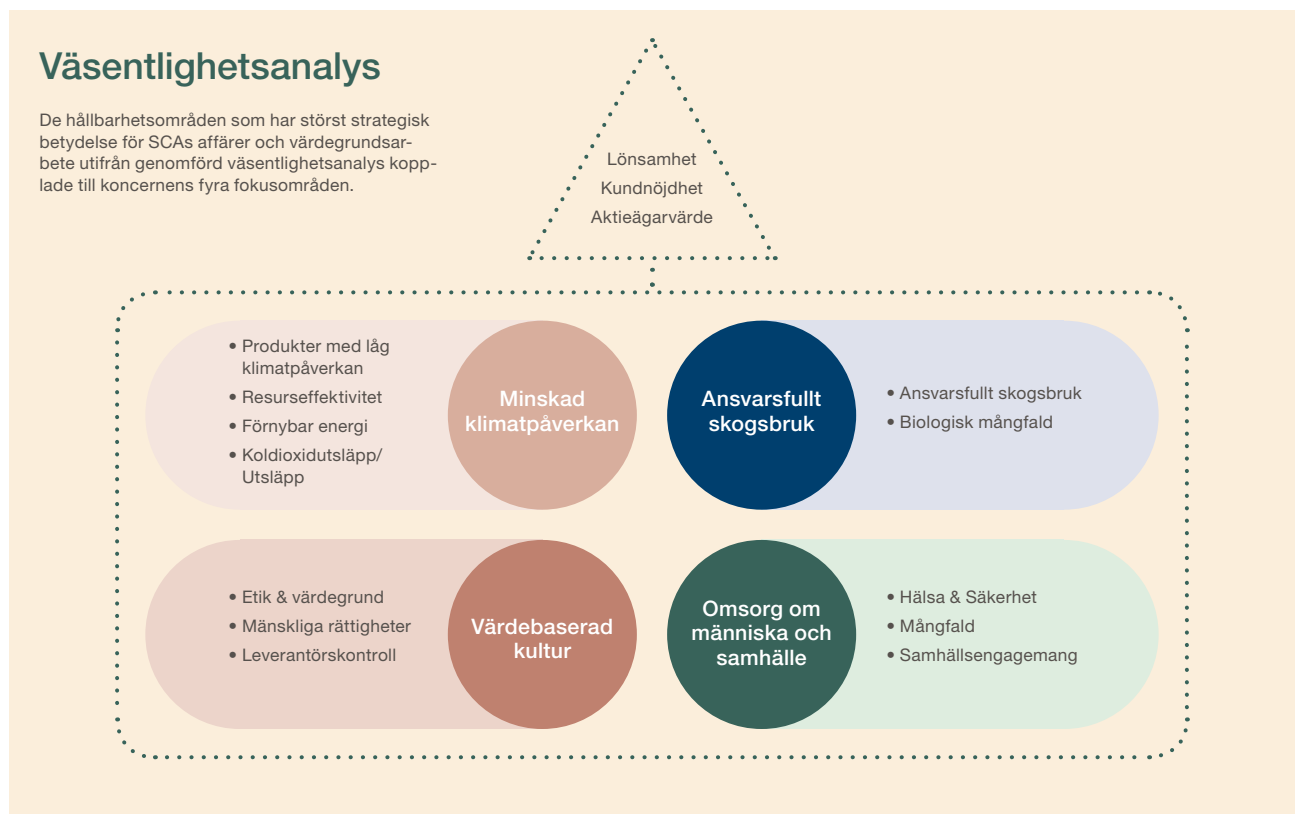 Väsentlighetsanalys
De hållbarhetsområden som har störst strategisk
betydelse för SCAs affärer och värdegrundsar-
bete utifrån genomförd väsentlighetsanalys kopp-
lade till koncernens fyra fokusområden.
Lönsamhet
Kundnöjdhet
Aktieägarvärde
• Produkter med låg
klimatpåverkan
• Resurseffektivitet
• Förnybar energi
• Koldioxidutsläpp/
Utsläpp
Minskad
klimatpåverkan
Ansvarsfullt
skogsbruk
• Ansvarsfullt skogsbruk
• Biologisk mångfald
• Etik & värdegrund
• Mänskliga rättigheter
• Leverantörskontroll
Värdebaserad
kultur
Omsorg om
människa och
samhälle
• Hälsa & Säkerhet
• Mångfald
• Samhällsengagemang